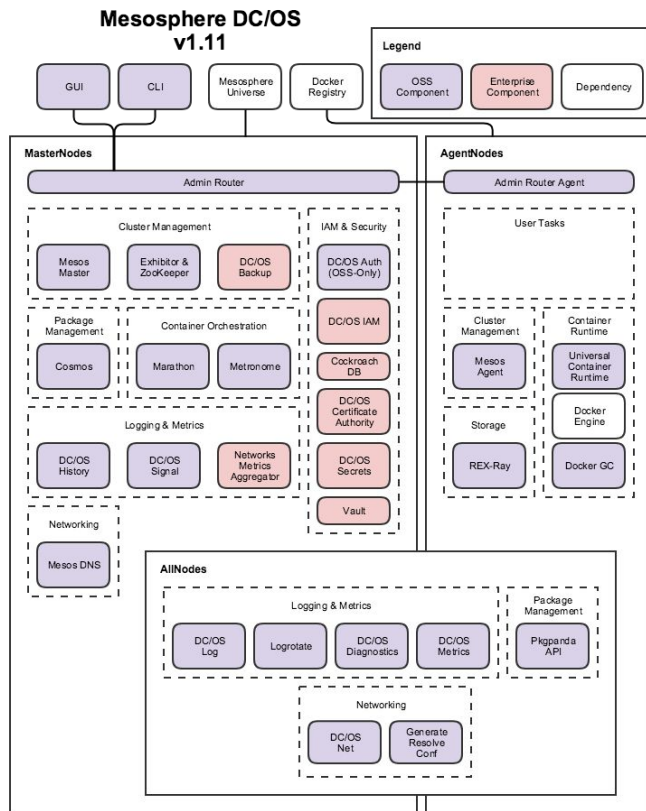 Mesosphere DC/OS
v1.11
Legend
OSS
Component
Enterprise
Component
Dependency
GUI
CLI
Mesosphere
Universe
Docker
Registry
MasterNodes
Admin Router
Cluster Management
Mesos
Master
Exhibitor &
ZooKeeper
DC/OS
Backup
Package
Management
Cosmos
Container Orchestration
Marathon
Metronome
Logging & Metrics
DC/OS
History
DC/OS
Signal
Networks
Metrics
Aggregator
Networking
Mesos DNS
IAM & Security
DC/OS Auth
(OSS-Only)
DC/OS IAM
Cockroach
DB
DC/OS
Certificate
Authority
DC/OS
Secrets
Vault
AgentNodes
Admin Router Agent
User Tasks
Cluster
Management
Mesos
Agent
Storage
REX-Ray
Container
Runtime
Universal
Container
Runtime
Docker
Engine
Docker GC
AllNodes
Logging & Metrics
DC/OS
Log
Logrotate
DC/OS
Diagnostics
DC/OS
Metrics
Package
Management
Pkgpanda
API
Networking
DC/OS
Net
Generate
Resolve
Conf